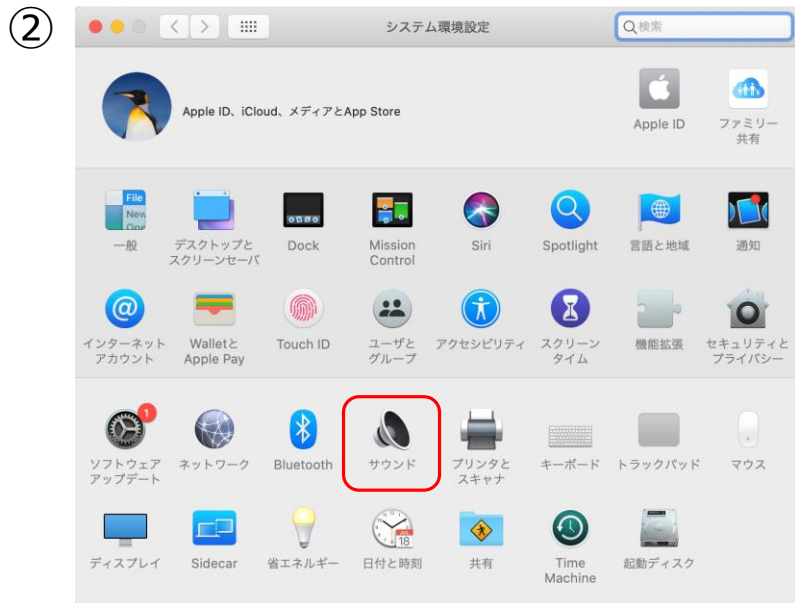 ②
システム環境設定
検索
Apple ID、iCloud、メディアとApp Store
Apple ID
ファミリー
共有
File
New
Ope
一般
デスクトップと
スクリーンセーバ
Dock
Mission
Control
Siri
Spotlight
言語と地域
通知
インターネット
アカウント
Walletと
Apple Pay
Touch ID
ユーザと
グループ
アクセシビリティ
スクリーン
タイム
機能拡張
セキュリティと
プライバシー
1
ソフトウェア
アップデート
ネットワーク
Bluetooth
サウンド
プリンタと
スキャナ
キーボード
トラックパッド
マウス
ディスプレイ
Sidecar
省エネルギー
JUL
18
日付と時刻
共有
Time
Machine
起動ディスク